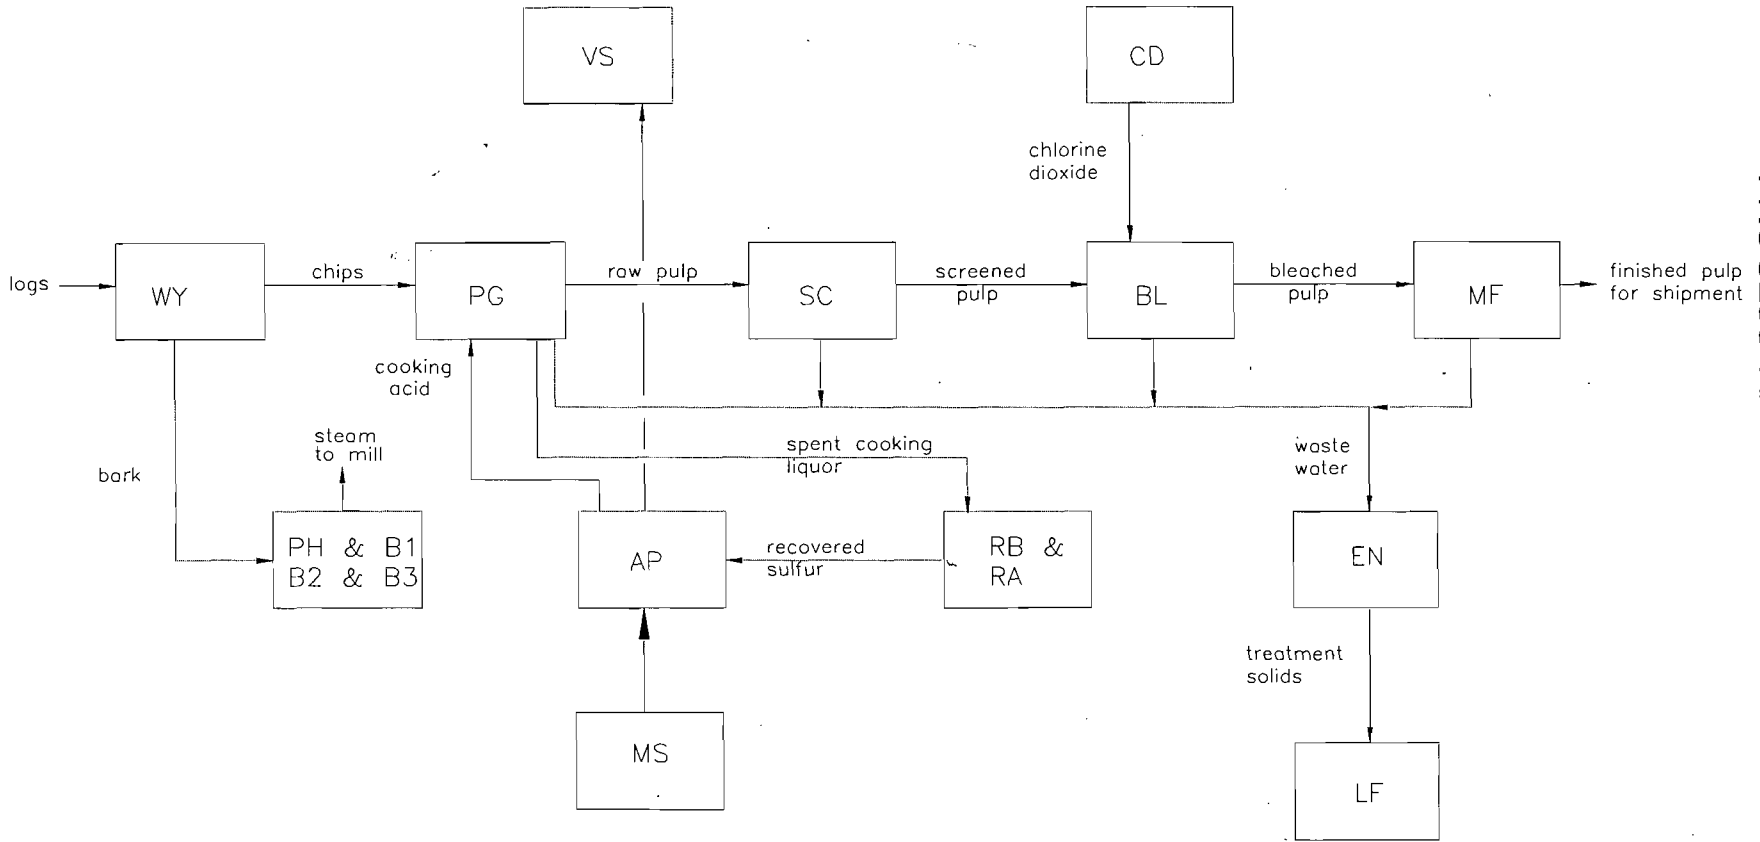 VS
CD
chlorine
dioxide
logs
WY
chips
PG
raw pulp
SC
screened
pulp
BL
bleached
pulp
MF
finished pulp
for shipment
cooking
acid
steam
to mill
bark
spent cooking
liquor
waste
water
PH & B1
B2 & B3
AP
recovered
sulfur
RB &
RA
EN
treatment
solids
MS
LF